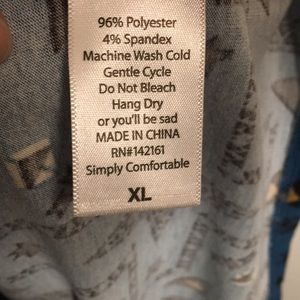 96% Polyester
4% Spandex
Machine Wash Cold
Gentle Cycle
Do Not Bleach
Hang Dry
or you'll be sad
MADE IN CHINA
RN#142161
Simply Comfortable
XL